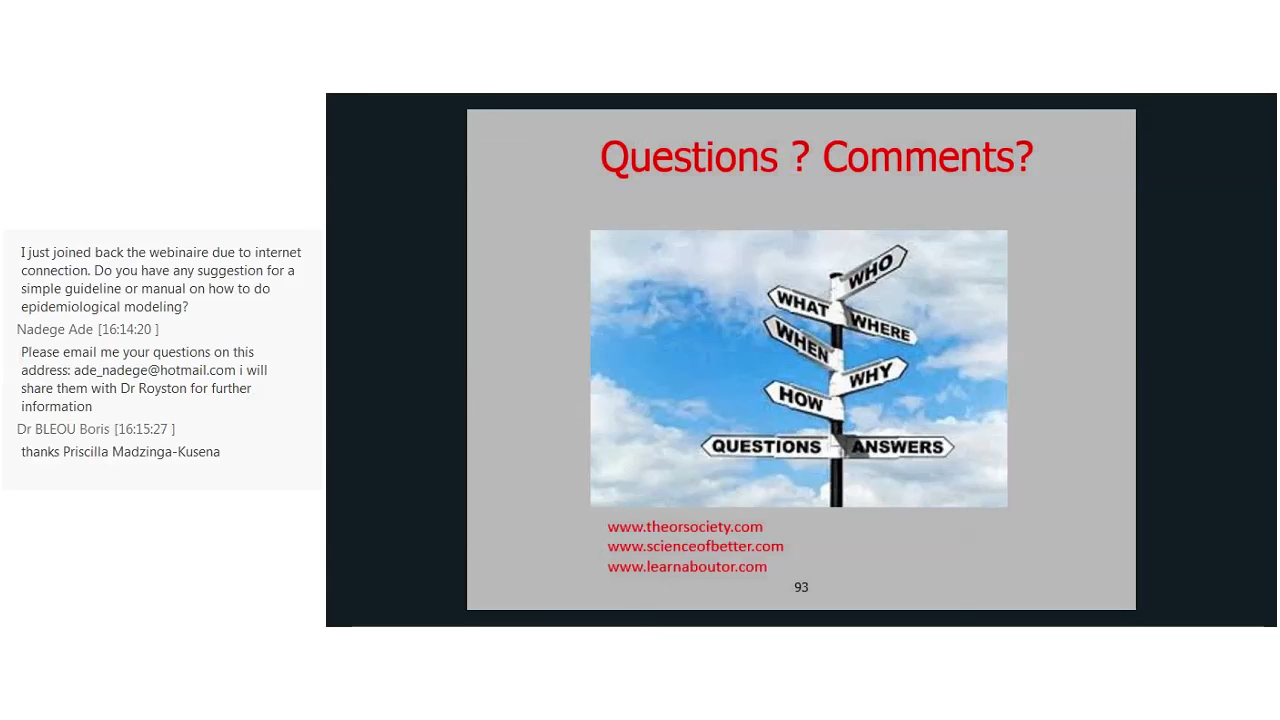 I just joined back the webinaire due to internet
connection. Do you have any suggestion for a
simple guideline or manual on how to do
epidemiological modeling?
Nadege Ade [16:14:20 ]
Please email me your questions on this
address: ade_nadege@hotmail.com i will
share them with Dr Royston for further
information
Dr BLEOU Boris [16:15:27 ]
thanks Priscilla Madzinga-Kusena
Questions ? Comments?
WHO
WHAT
WHERE
WHEN
WHY
HOW
QUESTIONS ANSWERS
www.theorsociety.com
www.scienceofbetter.com
www.learnaboutor.com
93